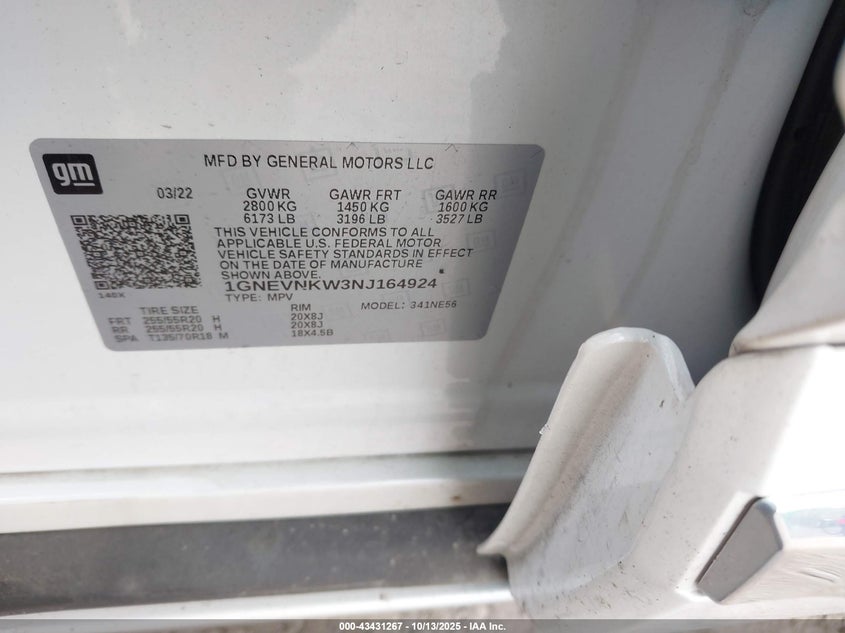 gm
MFD BY GENERAL MOTORS LLC
03/22 GVWR GAWR FRT GAWR RR
2800 KG 1450 KG 1600 KG
6173 LB 3196 LB 3527 LB
THIS VEHICLE CONFORMS TO ALL
APPLICABLE U.S. FEDERAL MOTOR
VEHICLE SAFETY STANDARDS IN EFFECT
ON THE DATE OF MANUFACTURE
SHOWN ABOVE.
140X
1GNEVNKW3NJ164924
TYPE: MPV MODEL: 341NE56
TIRE SIZE RIM
FRT 255/55R20 H 20X8J
RR 255/55R20 H 20X8J
SPA T135/70R18 M 18X4.5B
000-43431267 | 10/13/2025 | IAA Inc.